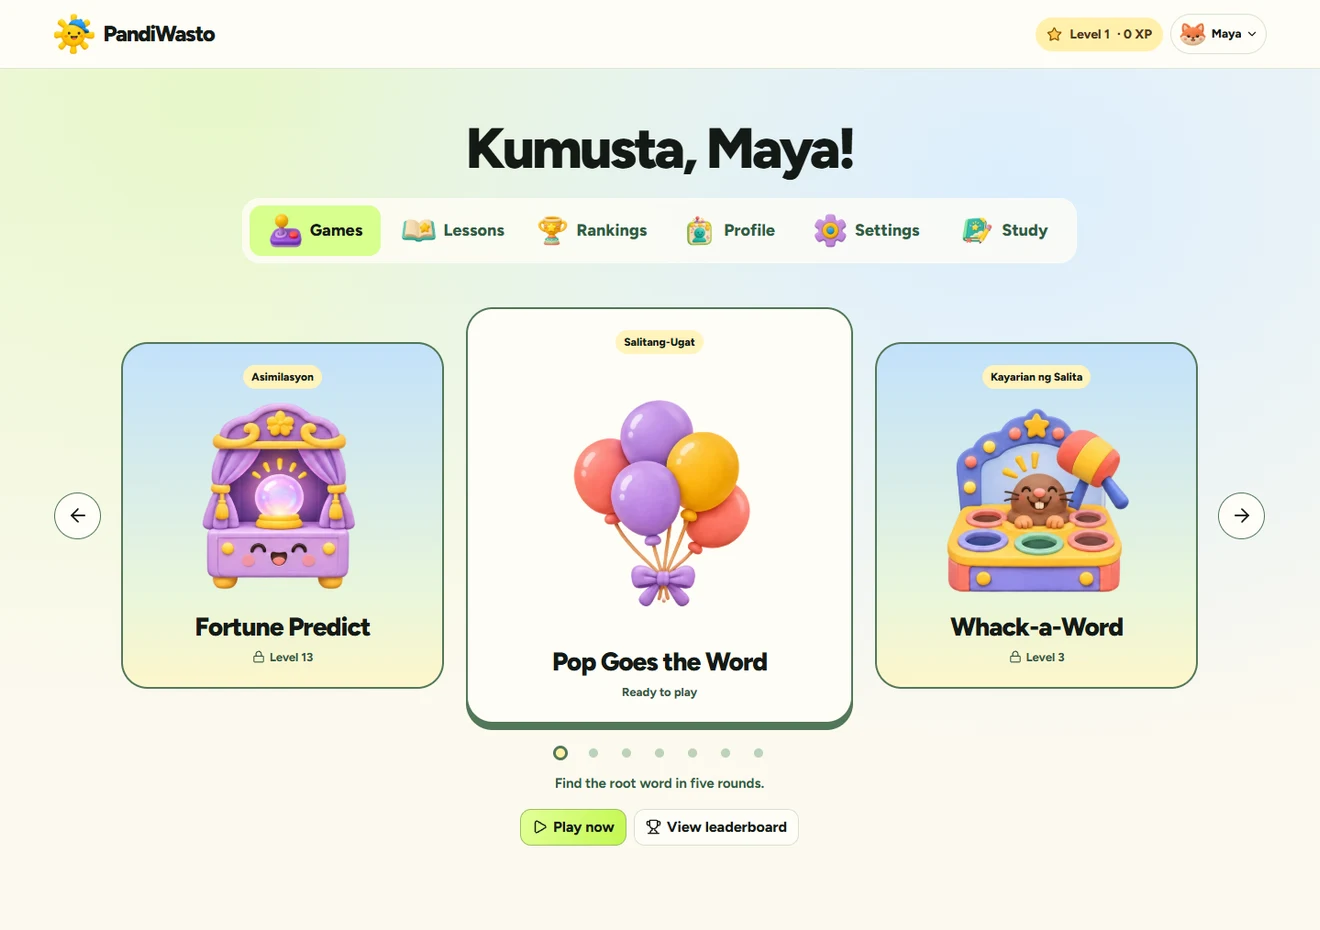 PandiWasto
Level 1 · 0 XP
Maya
Kumusta, Maya!
Games
Lessons
Rankings
Profile
Settings
Study
Asimilasyon
Fortune Predict
Level 13
Salitang-Ugat
Pop Goes the Word
Ready to play
Kayarian ng Salita
Whack-a-Word
Level 3
Find the root word in five rounds.
Play now
View leaderboard